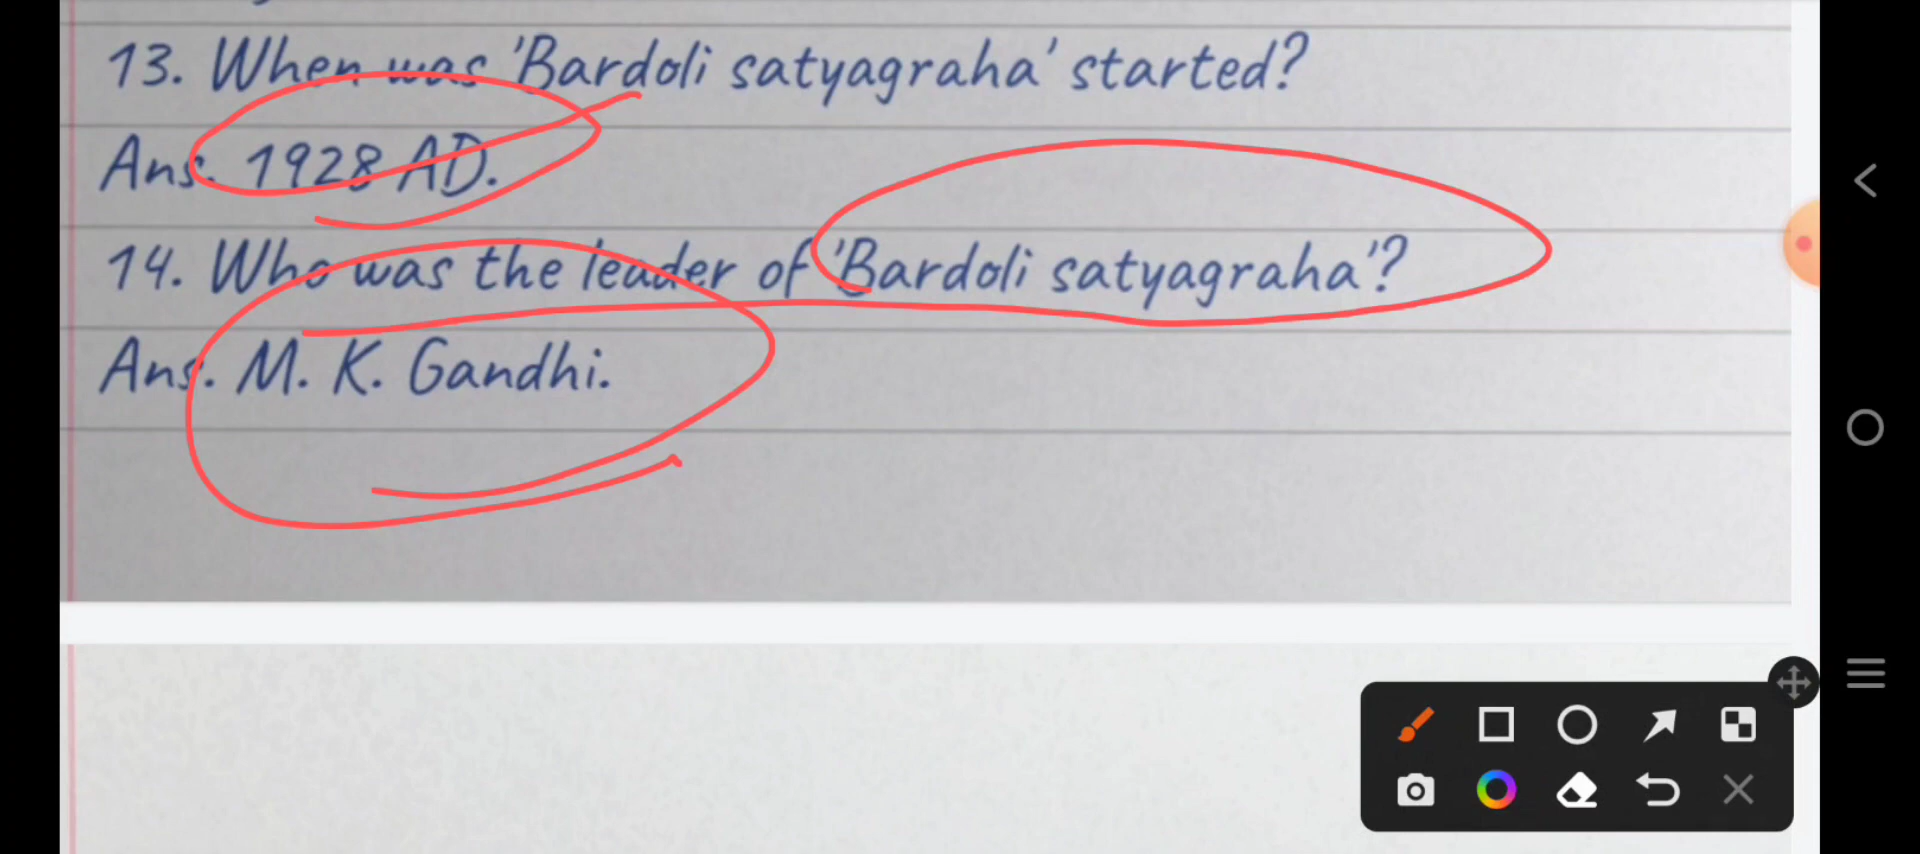 13. When was 'Bardoli satyagraha' started?
Ans. 1928 AD.
14. Who was the leader of 'Bardoli satyagraha'?
Ans. M. K. Gandhi.